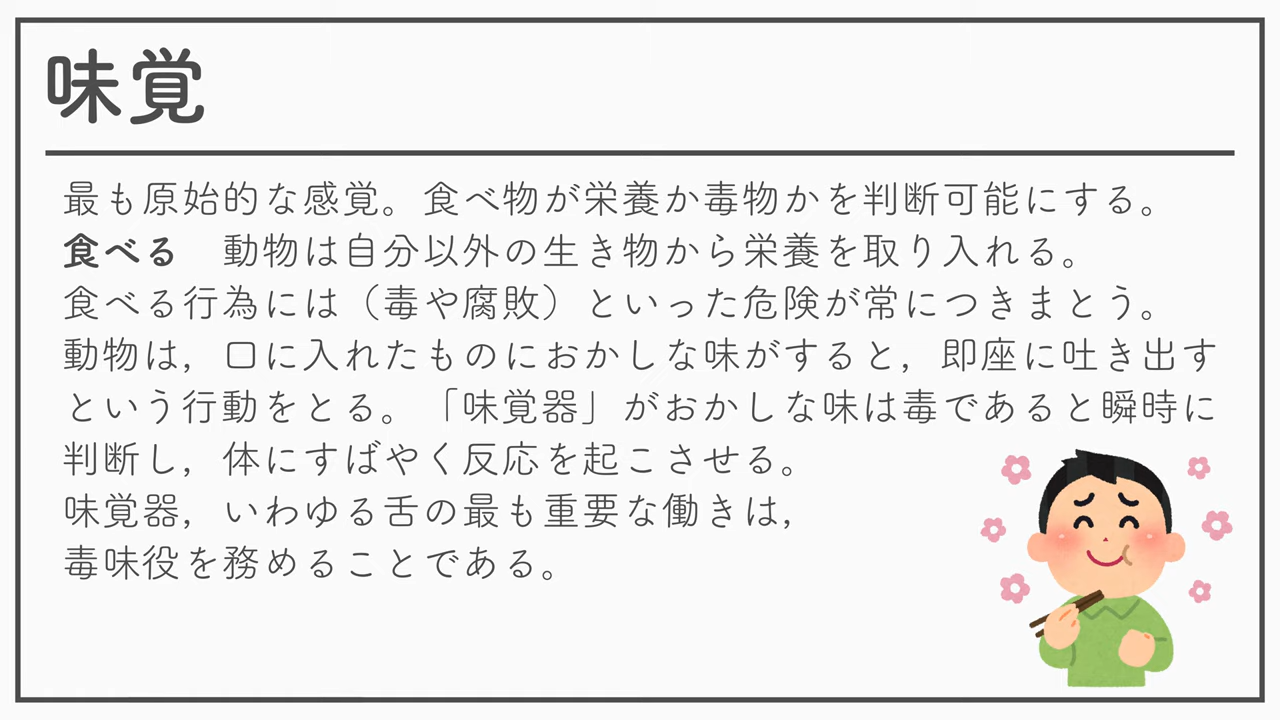 味覚
最も原始的な感覚。食べ物が栄養か毒物かを判断可能にする。
食べる　動物は自分以外の生き物から栄養を取り入れる。
食べる行為には（毒や腐敗）といった危険が常につきまとう。
動物は，口に入れたものにおかしな味がすると，即座に吐き出す
という行動をとる。「味覚器」がおかしな味は毒であると瞬時に
判断し，体にすばやく反応を起こさせる。
味覚器，いわゆる舌の最も重要な働きは，
毒味役を務めることである。